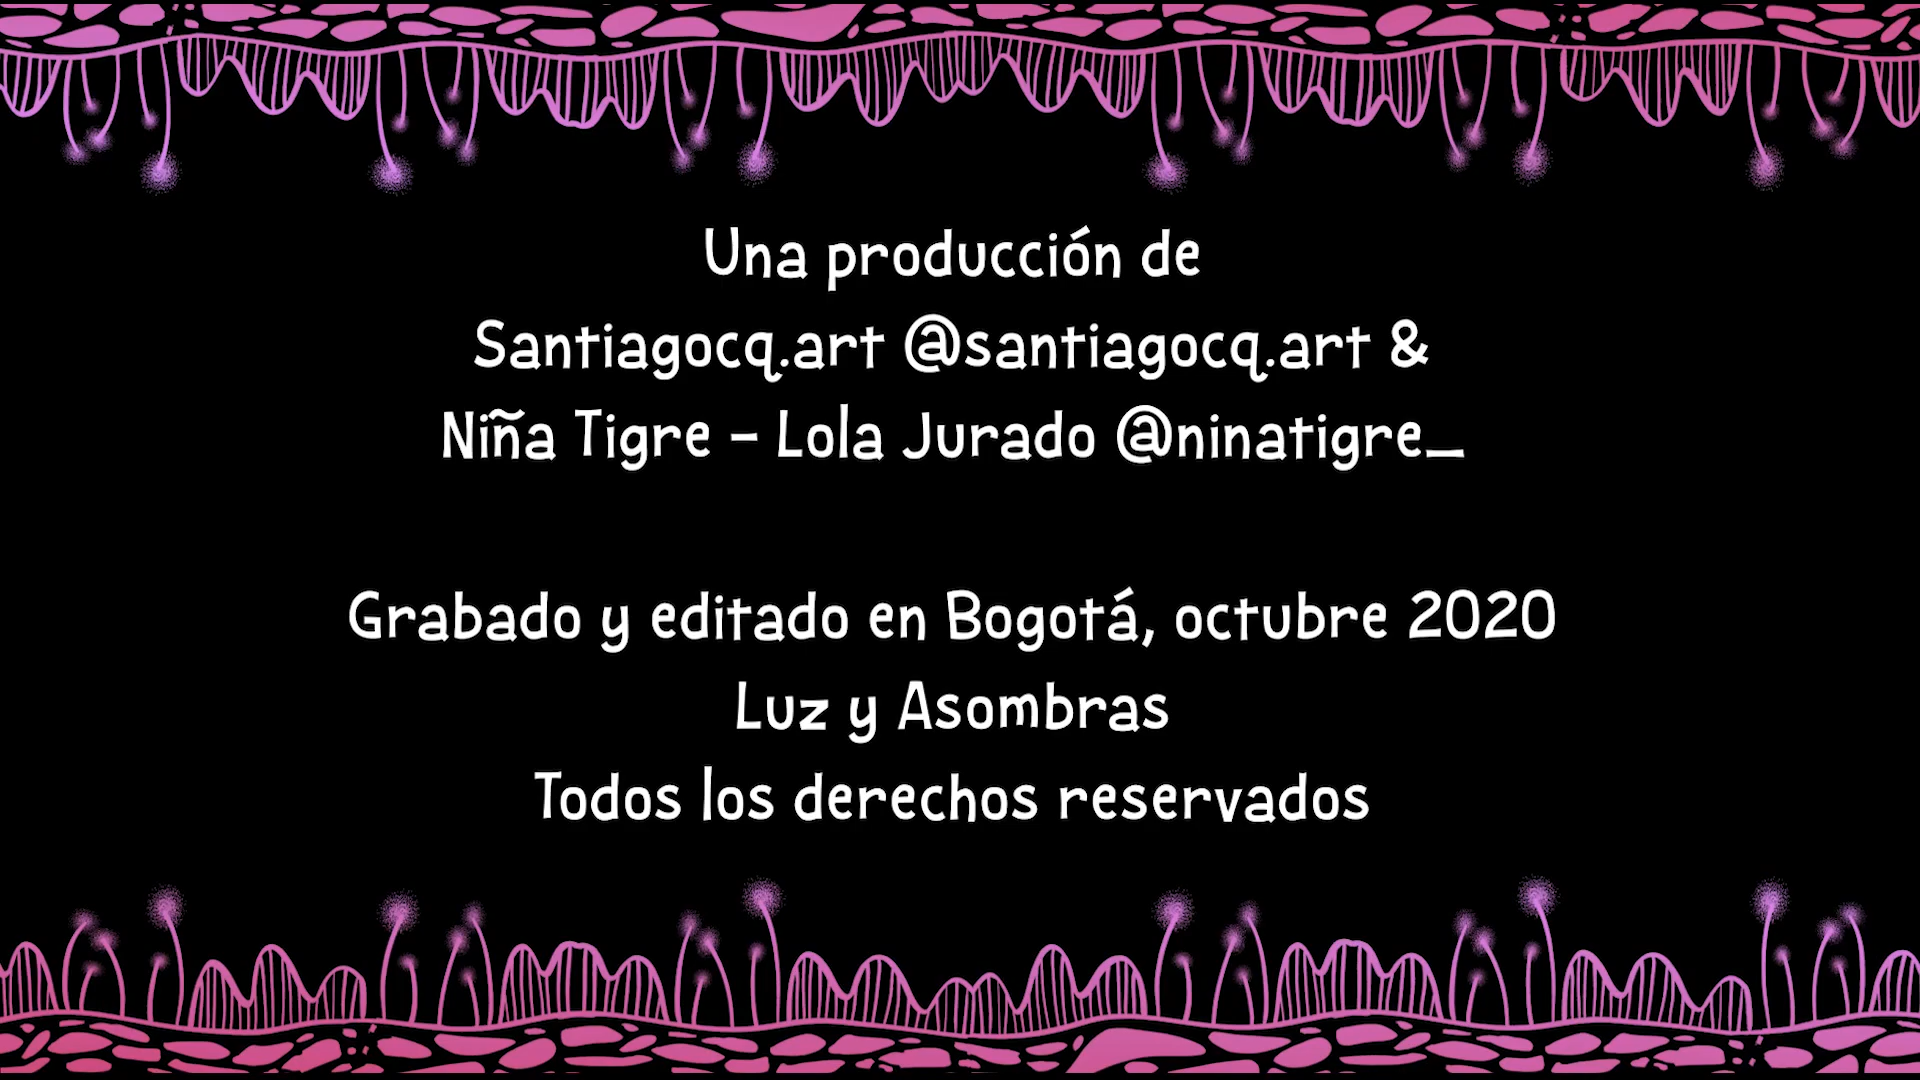 Una producción de
Santiagocq.art @santiagocq.art &
Niña Tigre - Lola Jurado @ninatigre_
Grabado y editado en Bogotá, octubre 2020
Luz y Asombras
Todos los derechos reservados